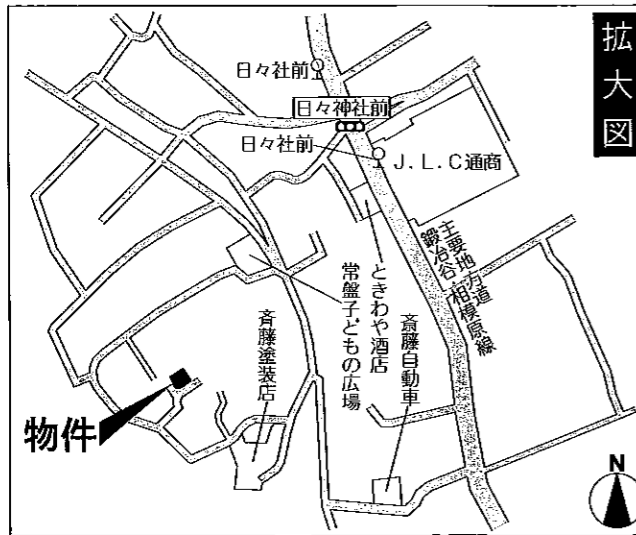 拡大図
日々社前
日々神社前
日々社前
J.L.C通商
主要地方道
鍛冶谷・相模原線
ときわや酒店
常盤子どもの広場
斎藤自動車
斉藤塗装店
物件
N